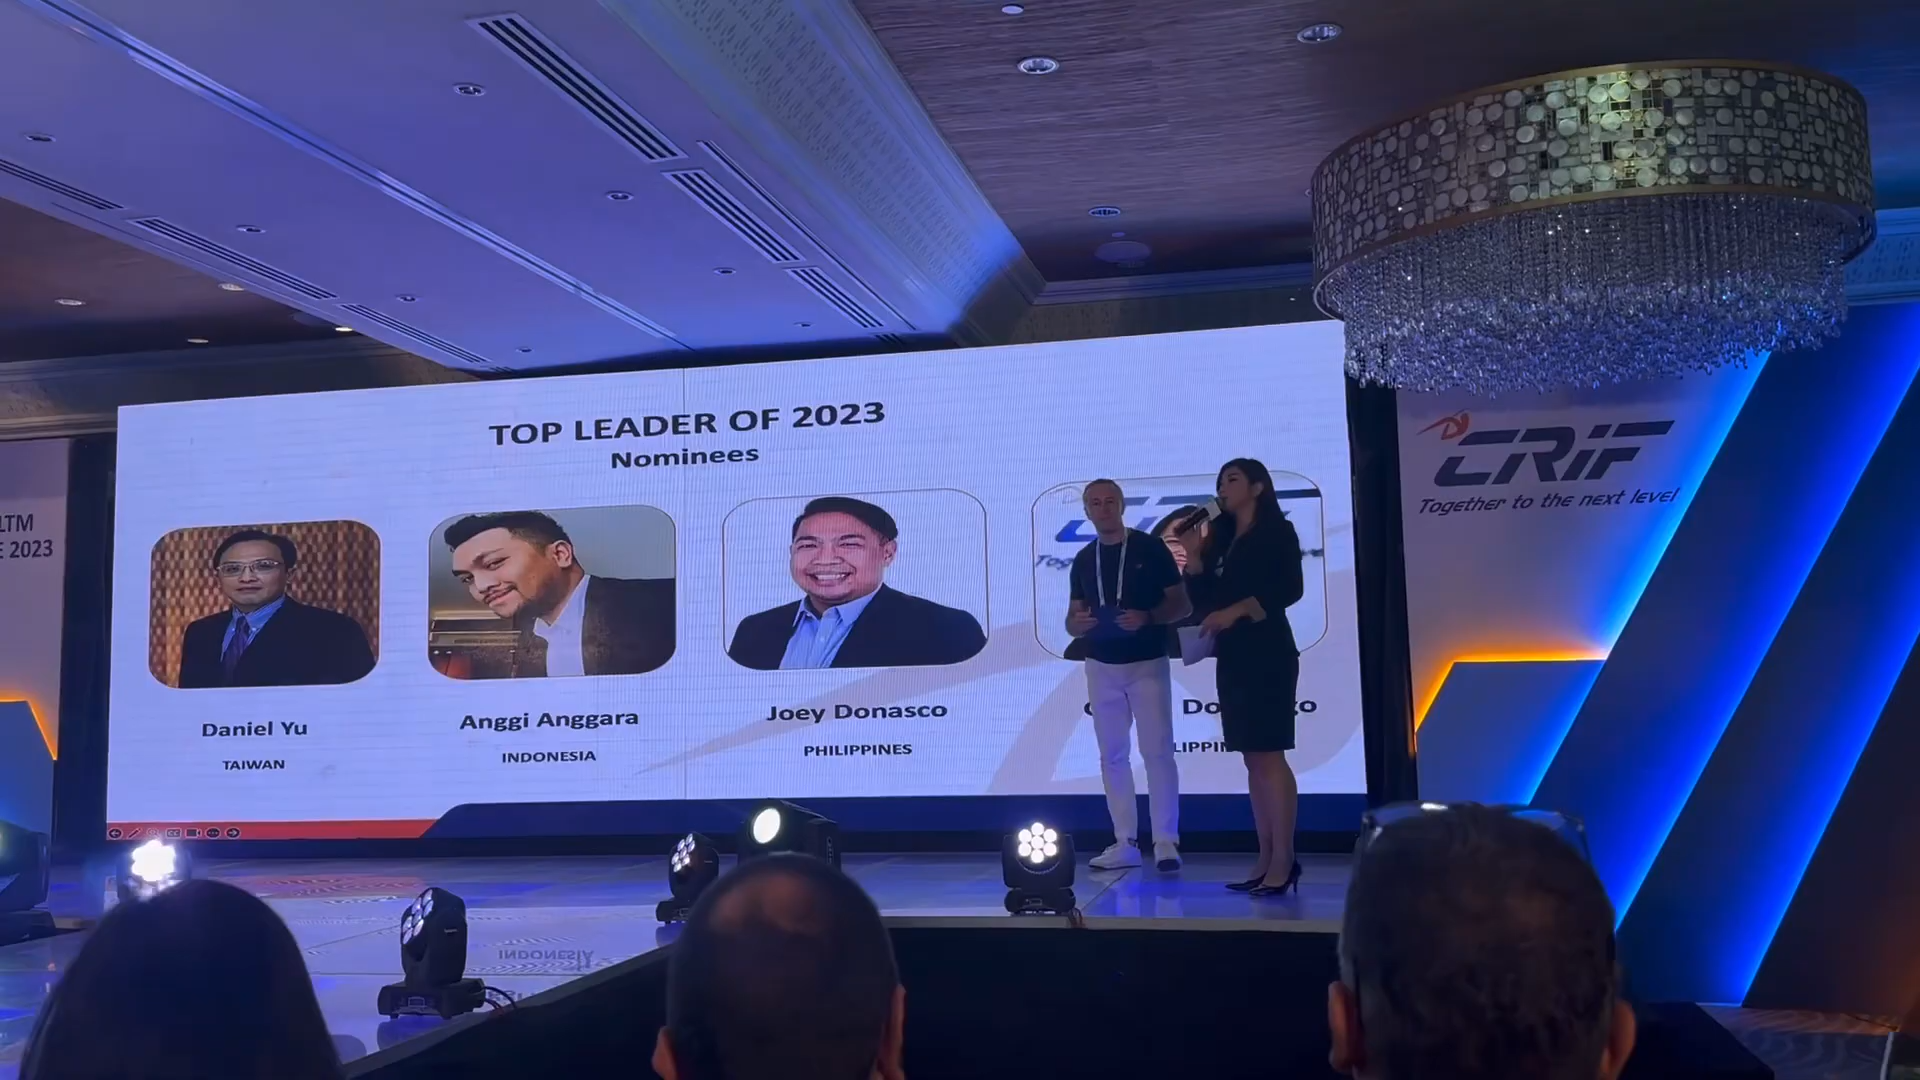 TOP LEADER OF 2023
Nominees
LTM
E 2023
CRIF
Together to the next level
Daniel Yu
TAIWAN
Anggi Anggara
INDONESIA
Joey Donasco
PHILIPPINES
INDONESIA